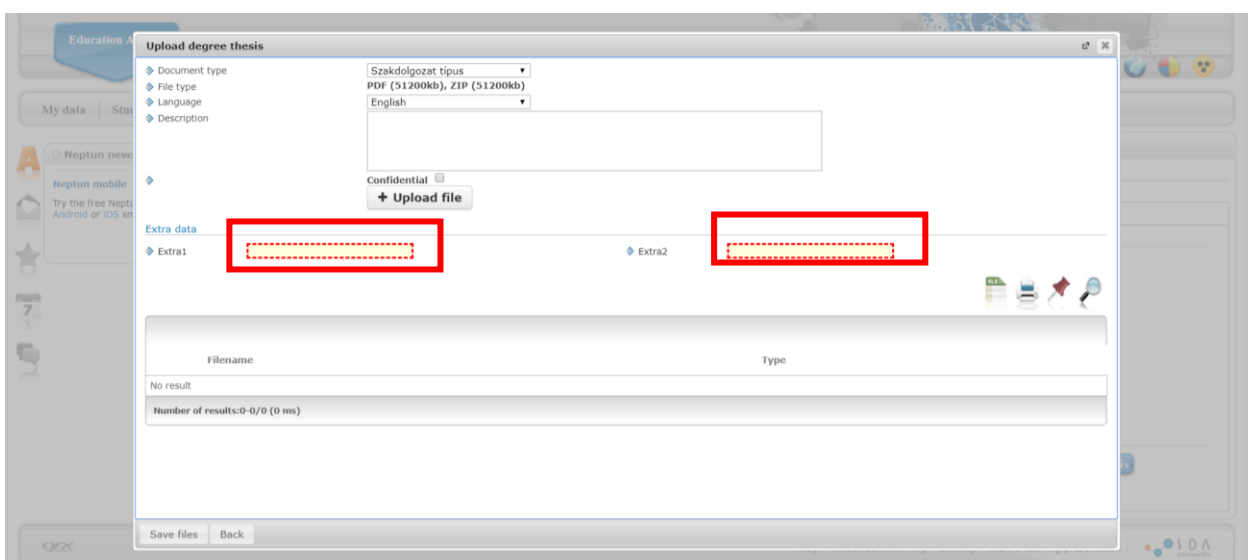 Education A
Upload degree thesis
Document type Szakdolgozat típus
File type PDF (51200kb), ZIP (51200kb)
My data Stu
Language English
Description
Neptun new
Neptun mobile
Confidential
Try the free Neptu
Android or iOS sm
+ Upload file
Extra data
Extra1 Extra2
7
Filename Type
No result
Number of results:0-0/0 (0 ms)
is
Save files Back
SDA